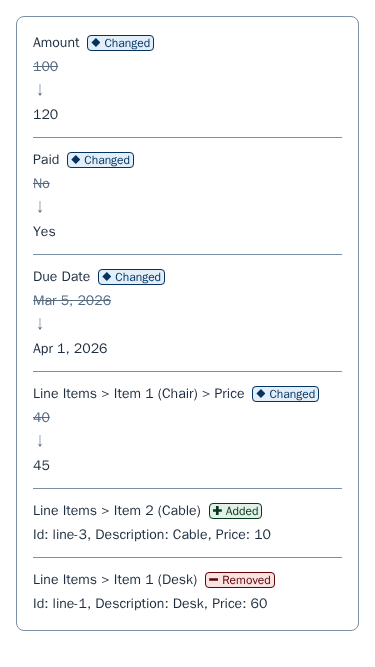 Amount Changed
100
↓
120
Paid Changed
No
↓
Yes
Due Date Changed
Mar 5, 2026
↓
Apr 1, 2026
Line Items > Item 1 (Chair) > Price Changed
40
↓
45
Line Items > Item 2 (Cable) Added
Id: line-3, Description: Cable, Price: 10
Line Items > Item 1 (Desk) Removed
Id: line-1, Description: Desk, Price: 60